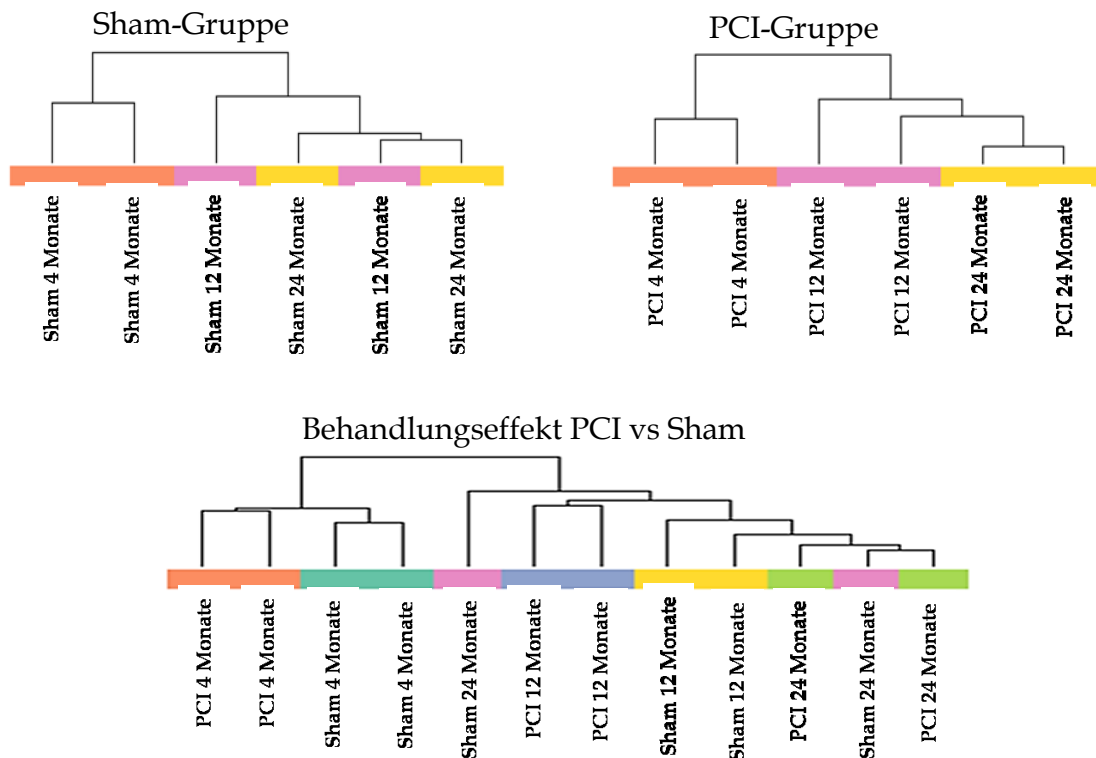 Sham-Gruppe
PCI-Gruppe
Sham 4 Monate
Sham 4 Monate
Sham 12 Monate
Sham 24 Monate
Sham 12 Monate
Sham 24 Monate
PCI 4 Monate
PCI 4 Monate
PCI 12 Monate
PCI 12 Monate
PCI 24 Monate
PCI 24 Monate
Behandlungseffekt PCI vs Sham
PCI 4 Monate
PCI 4 Monate
Sham 4 Monate
Sham 4 Monate
Sham 24 Monate
PCI 12 Monate
PCI 12 Monate
Sham 12 Monate
Sham 12 Monate
PCI 24 Monate
Sham 24 Monate
PCI 24 Monate